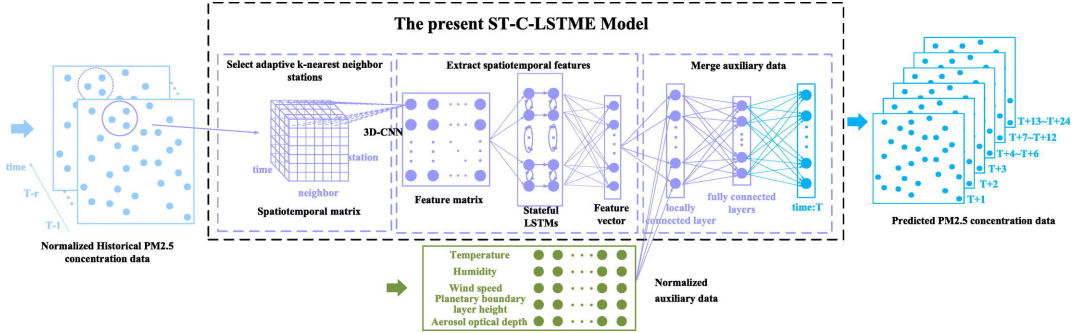 The present ST-C-LSTME Model
Select adaptive k-nearest neighbor
stations
Extract spatiotemporal features
Merge auxiliary data
time
T-r
T-1
Normalized Historical PM2.5
concentration data
time
station
neighbor
Spatiotemporal matrix
3D-CNN
Feature matrix
Stateful
LSTMs
Feature
vector
locally
connected layer
fully connected
layers
time:T
T+13~T+24
T+7~T+12
T+4~T+6
T+3
T+2
T+1
Predicted PM2.5 concentration data
Temperature
Humidity
Wind speed
Planetary boundary
layer height
Aerosol optical depth
Normalized
auxiliary data